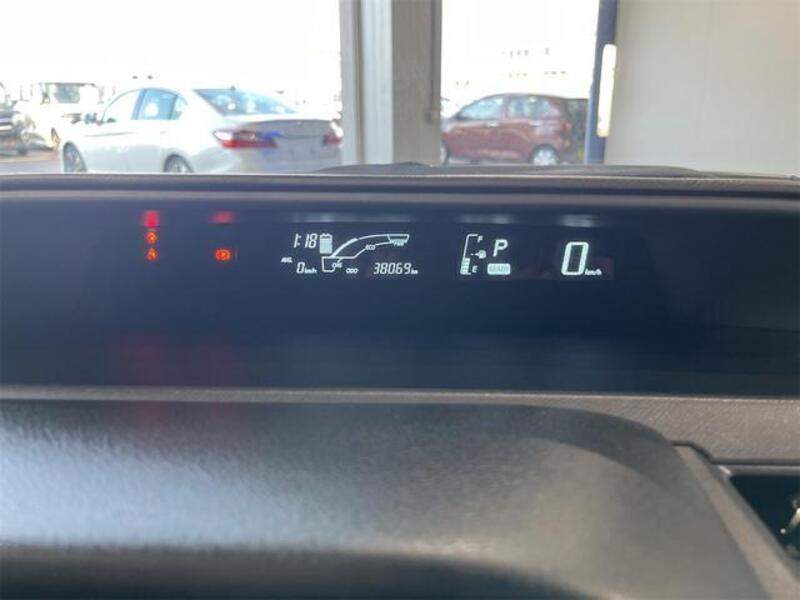 1:18
ECO
PWR
AVG.
0km/h
CHG
ODO 38069km
F
E
P
READY
0km/h